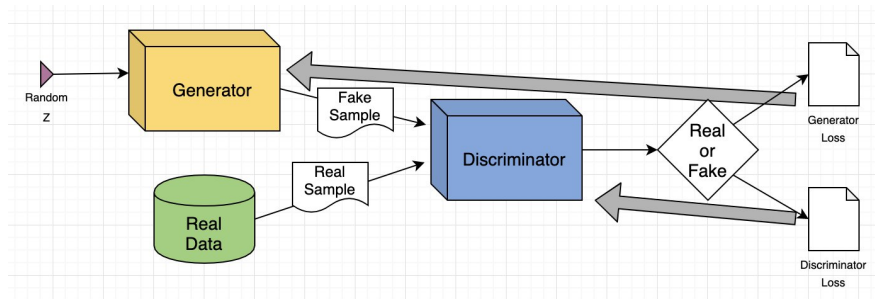 Random
Z
Generator
Fake
Sample
Real
Sample
Real
Data
Discriminator
Real
or
Fake
Generator
Loss
Discriminator
Loss